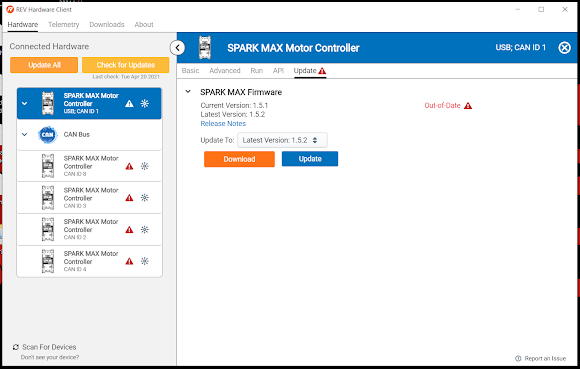 REV Hardware Client
Hardware Telemetry Downloads About
Connected Hardware
Update All Check for Updates
Last check: Tue Apr 20 2021
SPARK MAX Motor
Controller
USB; CAN ID 1
CAN CAN Bus
SPARK MAX Motor
Controller
CAN ID 8
SPARK MAX Motor
Controller
CAN ID 3
SPARK MAX Motor
Controller
CAN ID 2
SPARK MAX Motor
Controller
CAN ID 4
Scan For Devices
Don't see your device?
SPARK MAX Motor Controller USB; CAN ID 1
Basic Advanced Run API Update
SPARK MAX Firmware
Current Version: 1.5.1 Out-of-Date
Latest Version: 1.5.2
Release Notes
Update To: Latest Version: 1.5.2
Download Update
Report an Issue